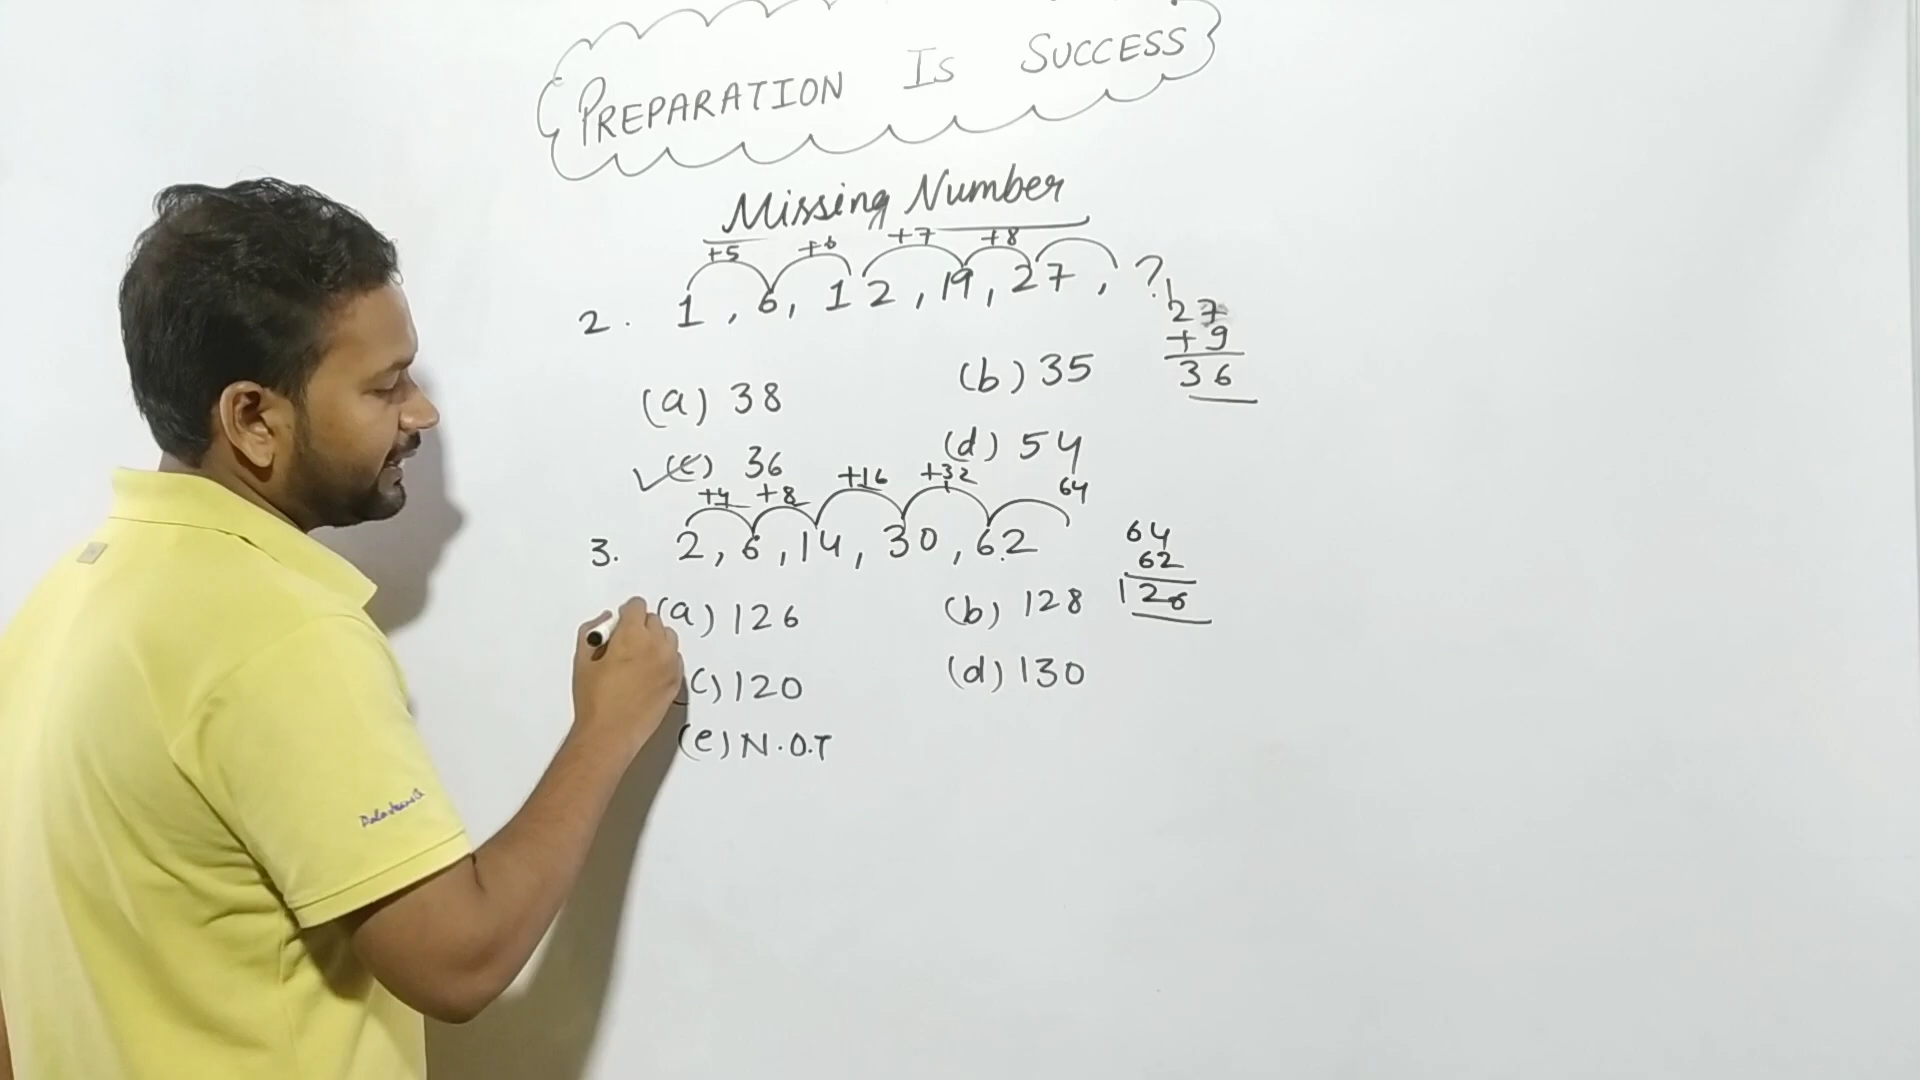 PREPARATION IS SUCCESS
Missing Number
+5 +6 +7 +8
2. 1, 6, 12, 19, 27, ?
27
+9
36
(a) 38 (b) 35
(c) 36 (d) 54
+4 +8 +16 +32 64
3. 2, 6, 14, 30, 62
64
62
126
(a) 126 (b) 128
(c) 120 (d) 130
(e) N.O.T